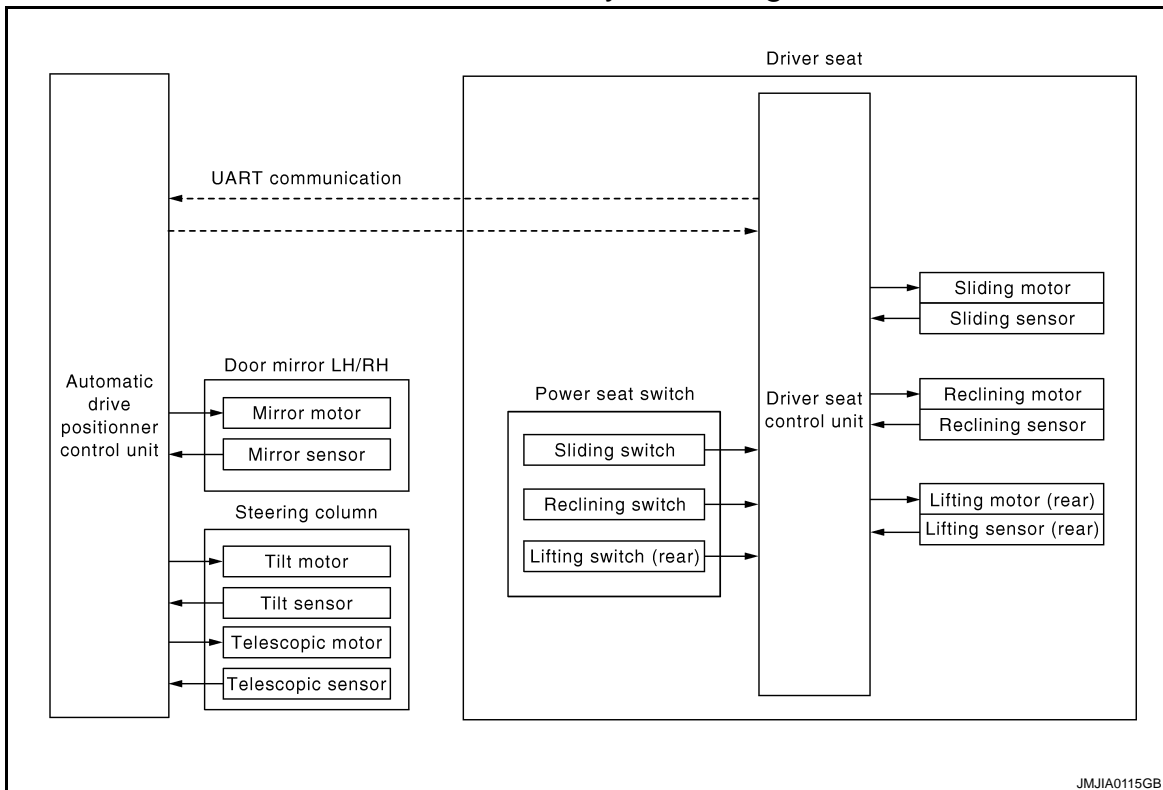 Driver seat
UART communication
Automatic
drive
positionner
control unit
Door mirror LH/RH
Mirror motor
Mirror sensor
Steering column
Tilt motor
Tilt sensor
Telescopic motor
Telescopic sensor
Power seat switch
Sliding switch
Reclining switch
Lifting switch (rear)
Driver seat
control unit
Sliding motor
Sliding sensor
Reclining motor
Reclining sensor
Lifting motor (rear)
Lifting sensor (rear)
JMJIA0115GB